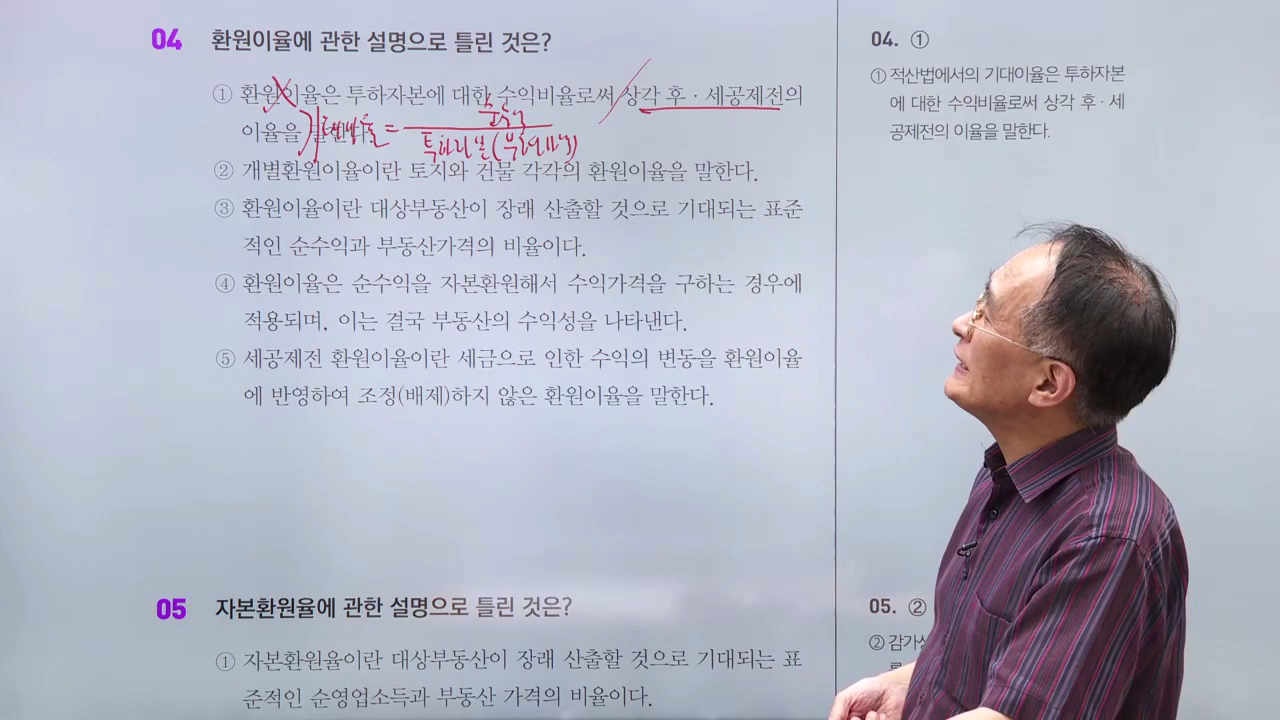 04 환원이율에 관한 설명으로 틀린 것은?
① 환원이율은 투하자본에 대한 수익비율로써 상각 후·세공제전의
이율을 말한다.
② 개별환원이율이란 토지와 건물 각각의 환원이율을 말한다.
③ 환원이율이란 대상부동산이 장래 산출할 것으로 기대되는 표준
적인 순수익과 부동산가격의 비율이다.
④ 환원이율은 순수익을 자본환원해서 수익가격을 구하는 경우에
적용되며, 이는 결국 부동산의 수익성을 나타낸다.
⑤ 세공제전 환원이율이란 세금으로 인한 수익의 변동을 환원이율
에 반영하여 조정(배제)하지 않은 환원이율을 말한다.
05 자본환원율에 관한 설명으로 틀린 것은?
① 자본환원율이란 대상부동산이 장래 산출할 것으로 기대되는 표
준적인 순영업소득과 부동산 가격의 비율이다.
04. ①
① 적산법에서의 기대이율은 투하자본
에 대한 수익비율로써 상각 후·세
공제전의 이율을 말한다.
05. ②
② 감가상